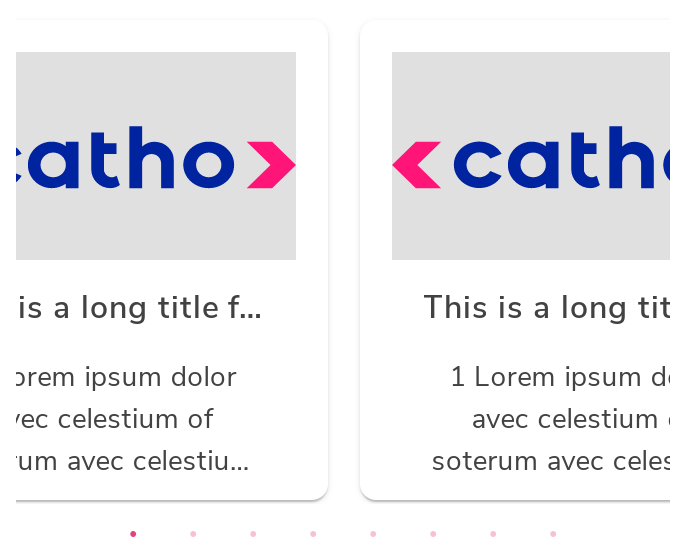 catho
is a long title f...
orem ipsum dolor
vec celestium of
rum avec celestiu...
catho
This is a long tit
1 Lorem ipsum do
avec celestium
soterum avec celes